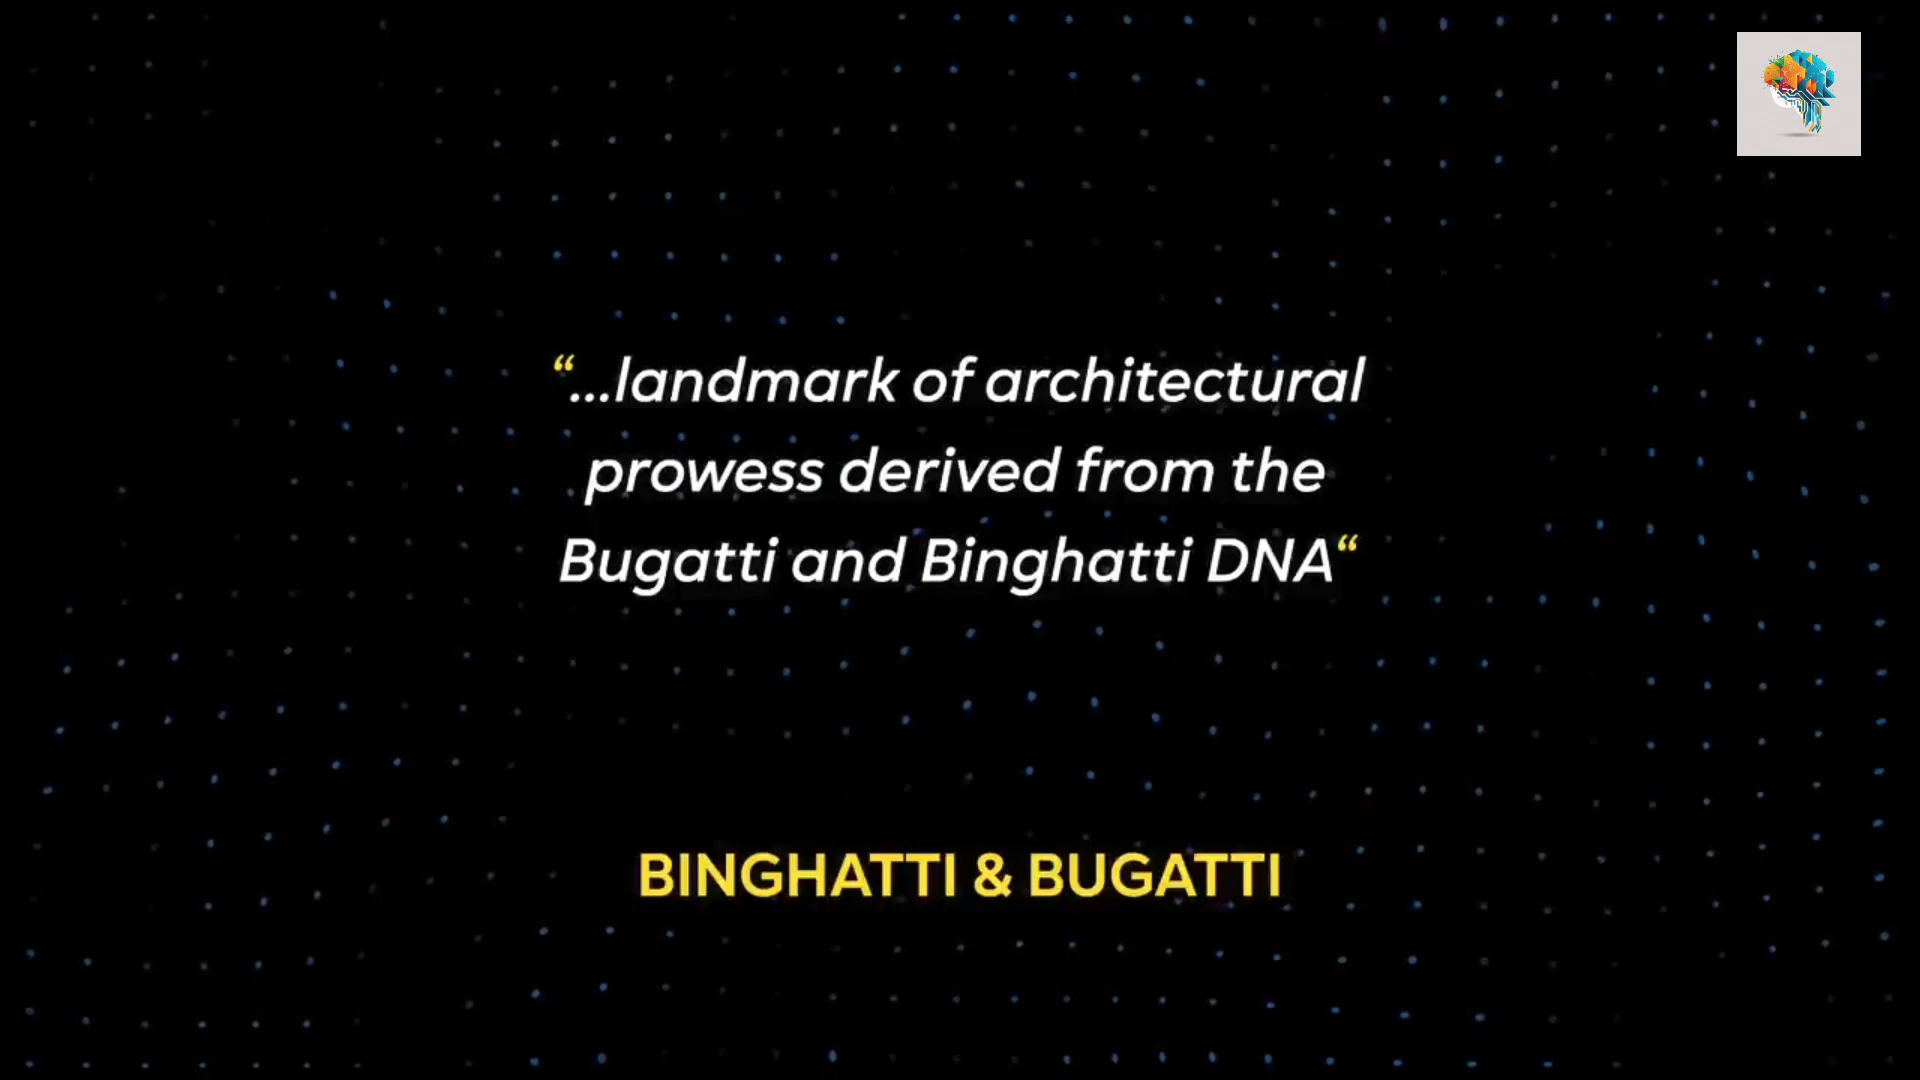 “...landmark of architectural
prowess derived from the
Bugatti and Binghatti DNA“
BINGHATTI & BUGATTI